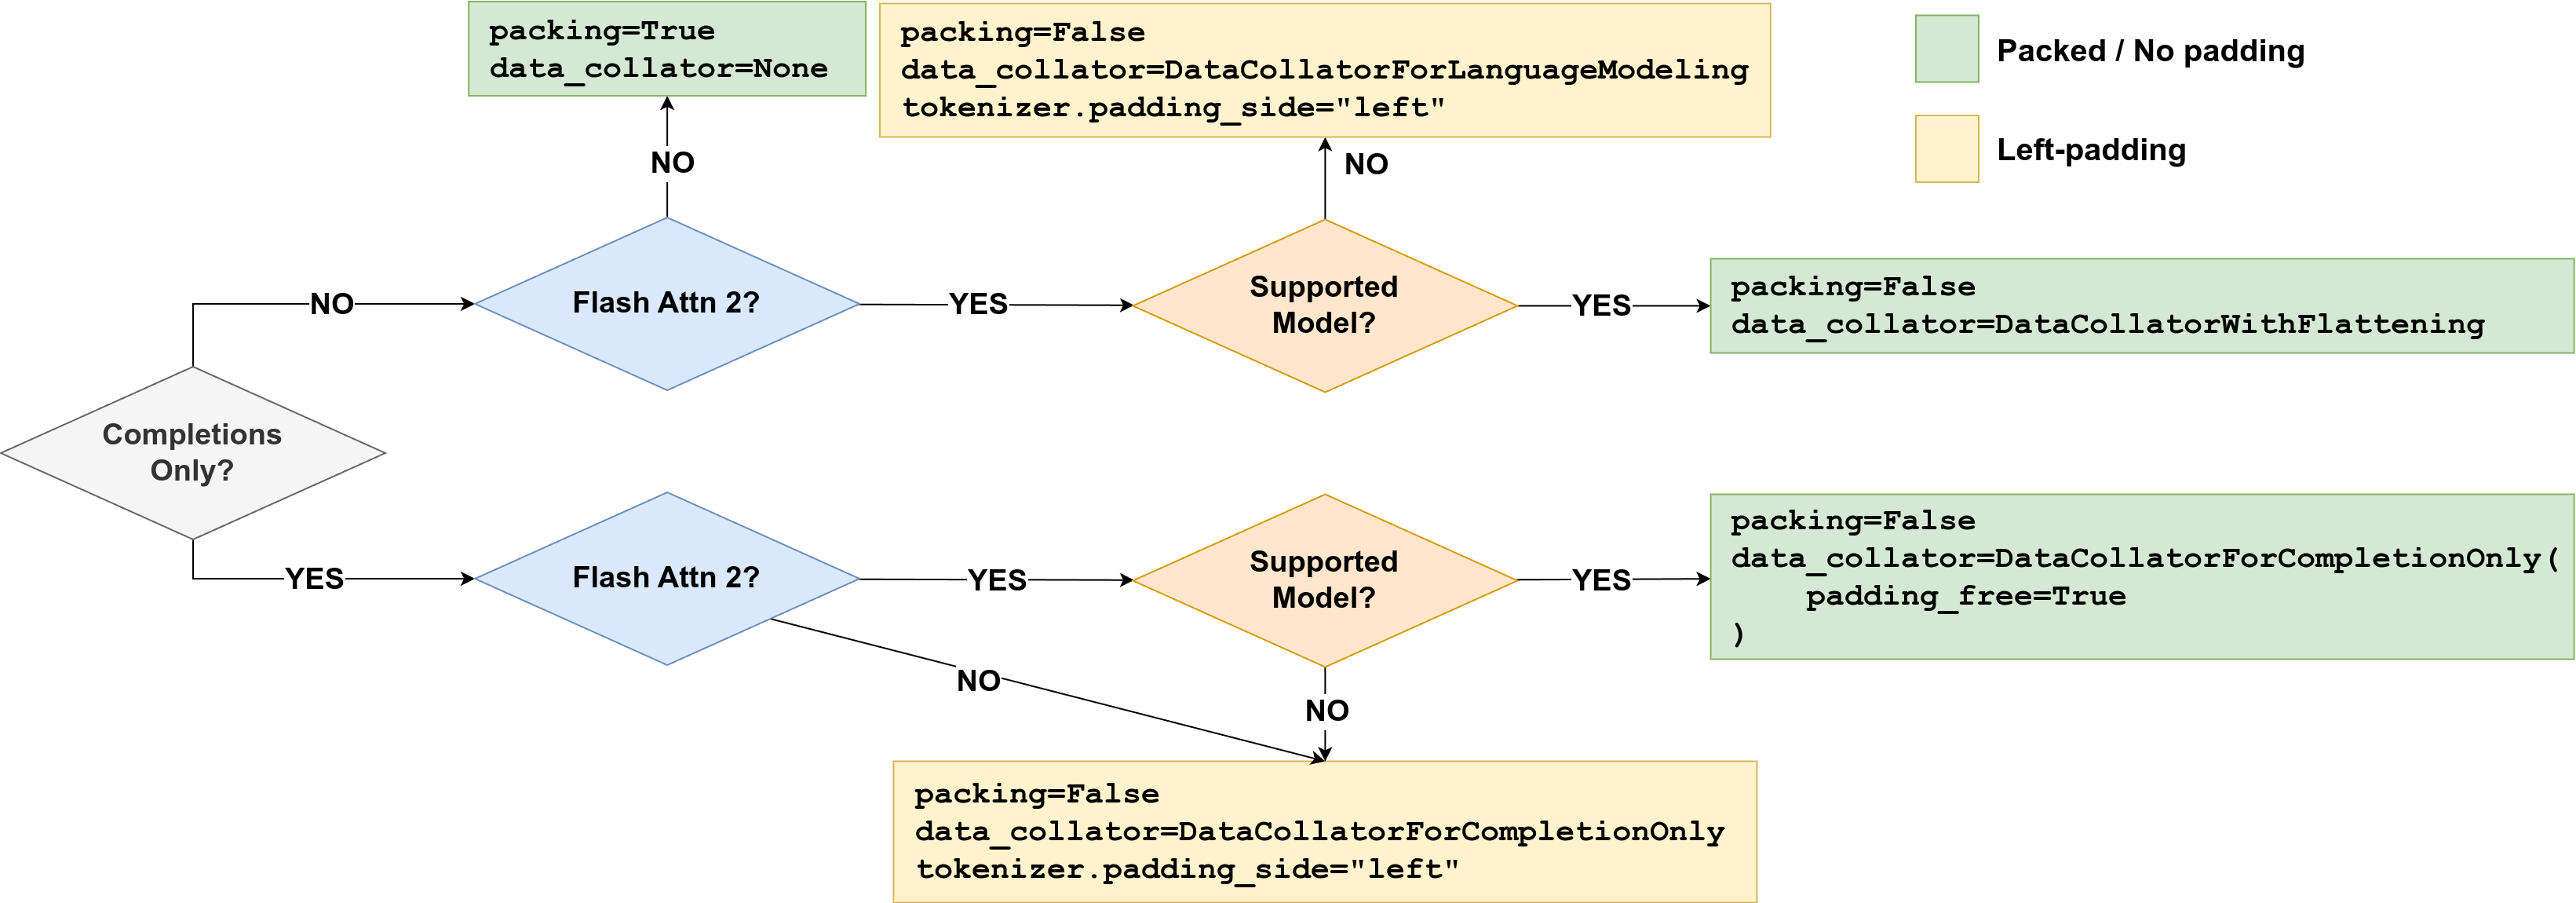 packing=True
data_collator=None
packing=False
data_collator=DataCollatorForLanguageModeling
tokenizer.padding_side="left"
Packed / No padding
Left-padding
NO
NO
Completions
Only?
NO
Flash Attn 2?
YES
Supported
Model?
YES
packing=False
data_collator=DataCollatorWithFlattening
YES
Flash Attn 2?
YES
Supported
Model?
YES
packing=False
data_collator=DataCollatorForCompletionOnly(
padding_free=True
)
NO
NO
packing=False
data_collator=DataCollatorForCompletionOnly
tokenizer.padding_side="left"